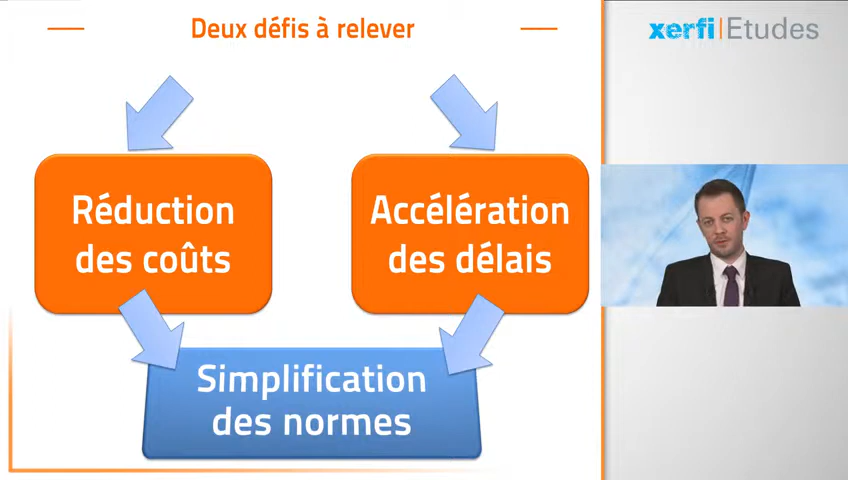 Deux défis à relever
xerfi Etudes
Réduction
des coûts
Accélération
des délais
Simplification
des normes